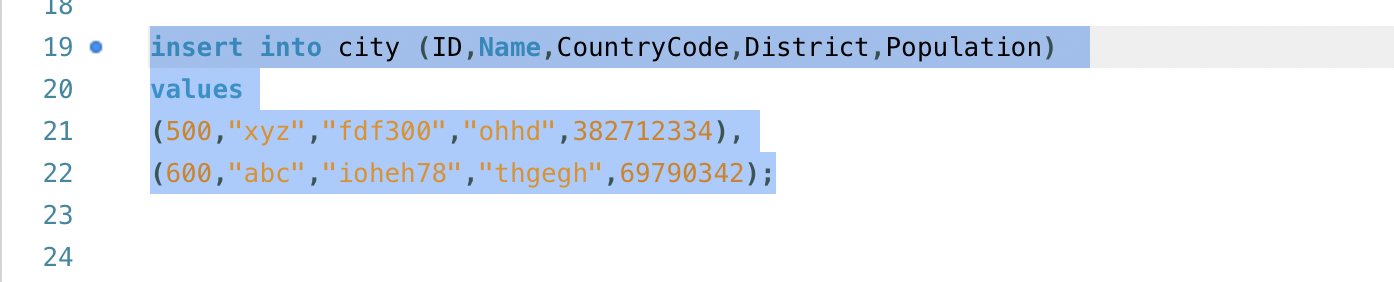 18
19 insert into city (ID,Name,CountryCode,District,Population)
20 values
21 (500,"xyz","fdf300","ohhd",382712334),
22 (600,"abc","ioheh78","thgegh",69790342);
23
24